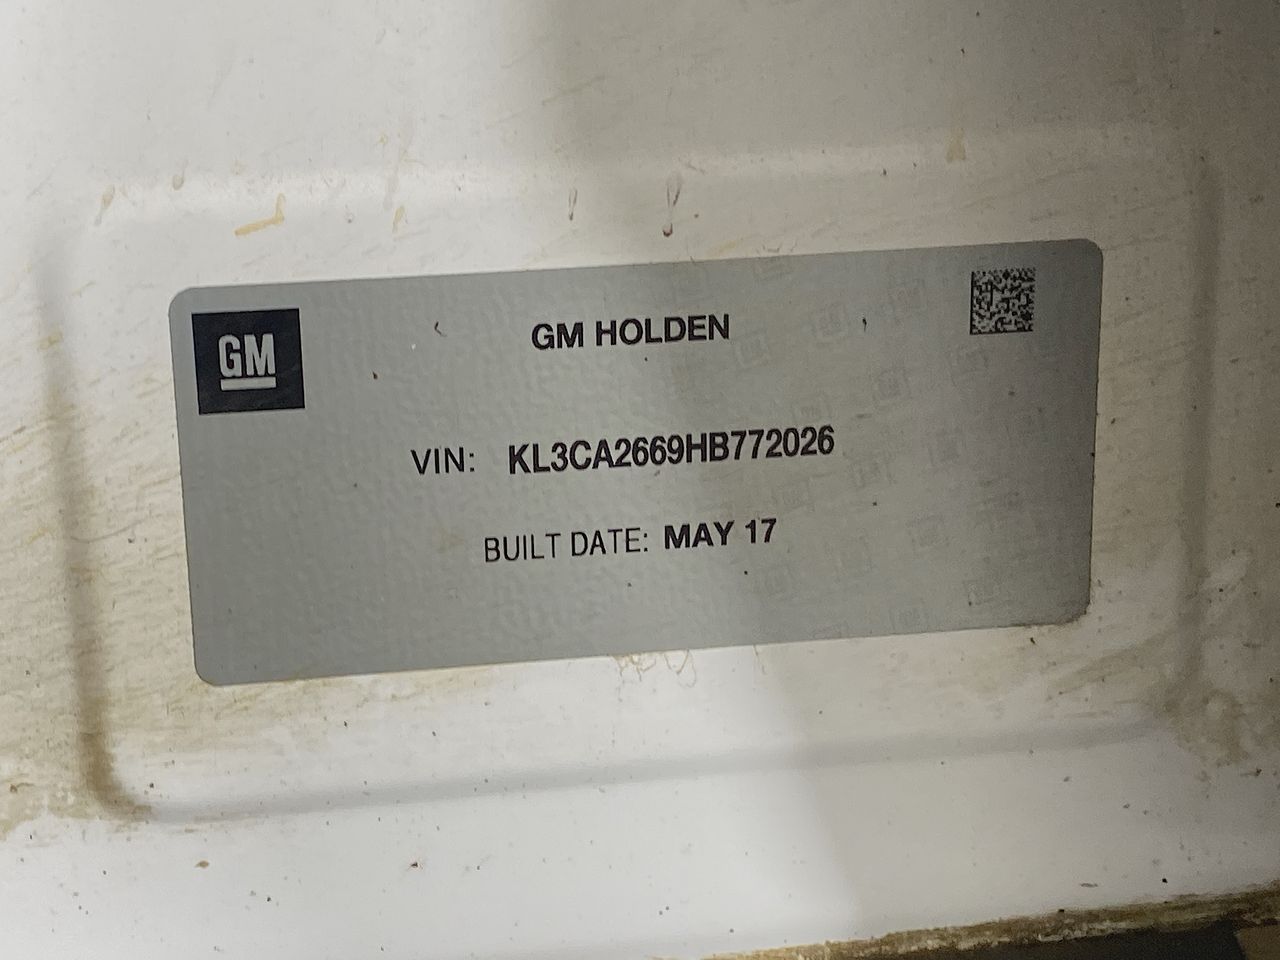 GM
GM HOLDEN
VIN: KL3CA2669HB772026
BUILT DATE: MAY 17